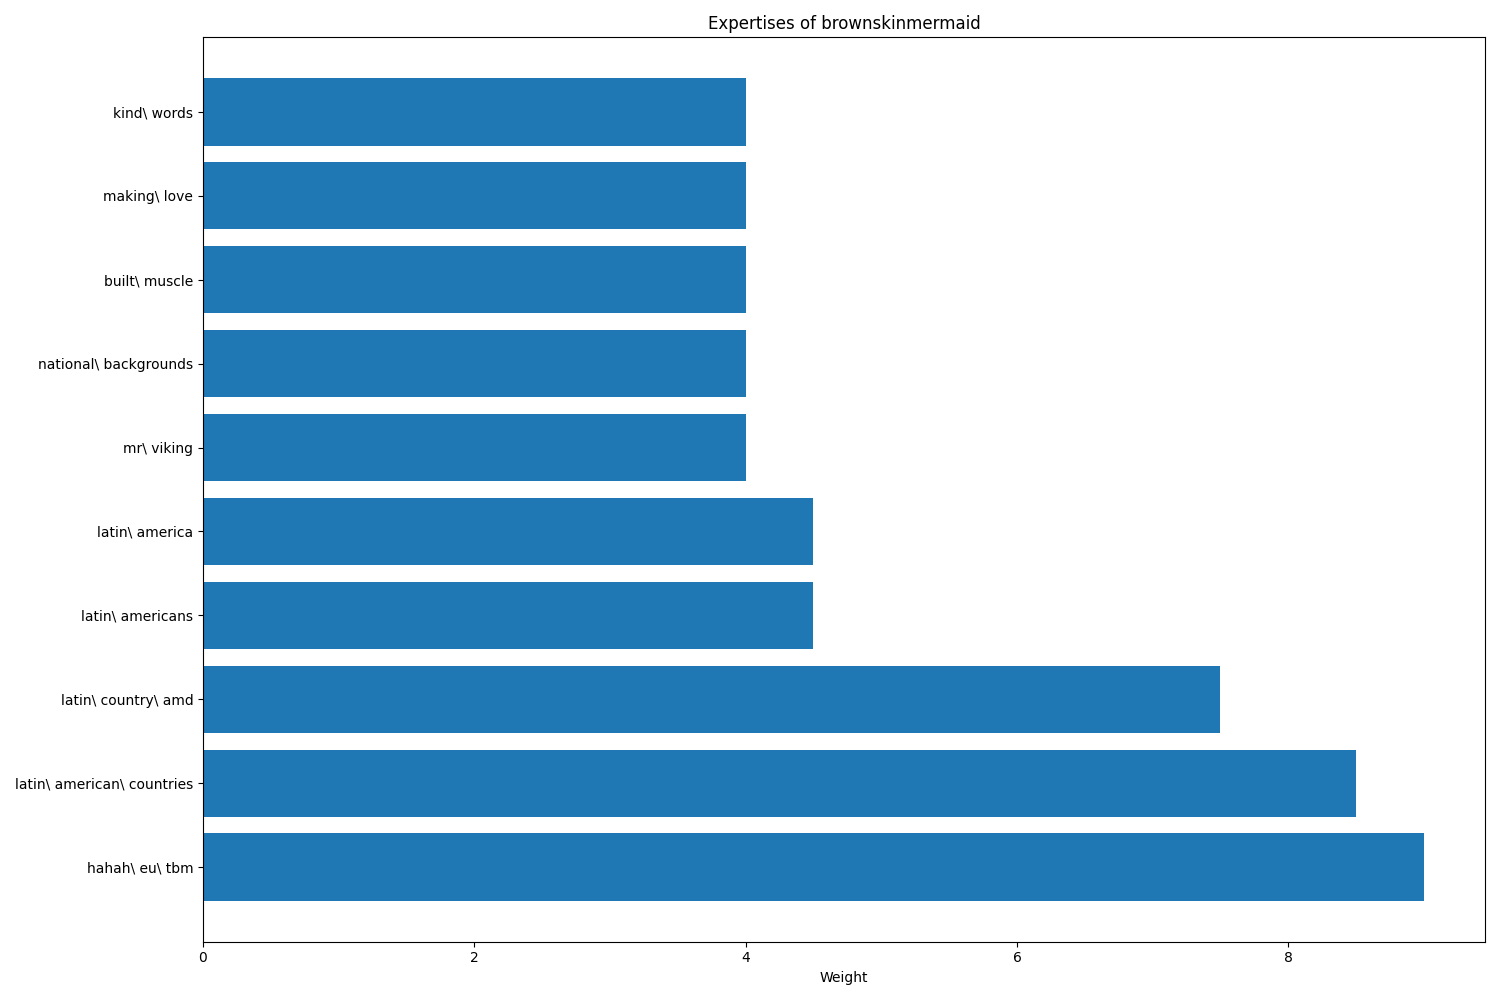 Expertises of brownskinmermaid
kind\ words
making\ love
built\ muscle
national\ backgrounds
mr\ viking
latin\ america
latin\ americans
latin\ country\ amd
latin\ american\ countries
hahah\ eu\ tbm
0 2 4 6 8
Weight